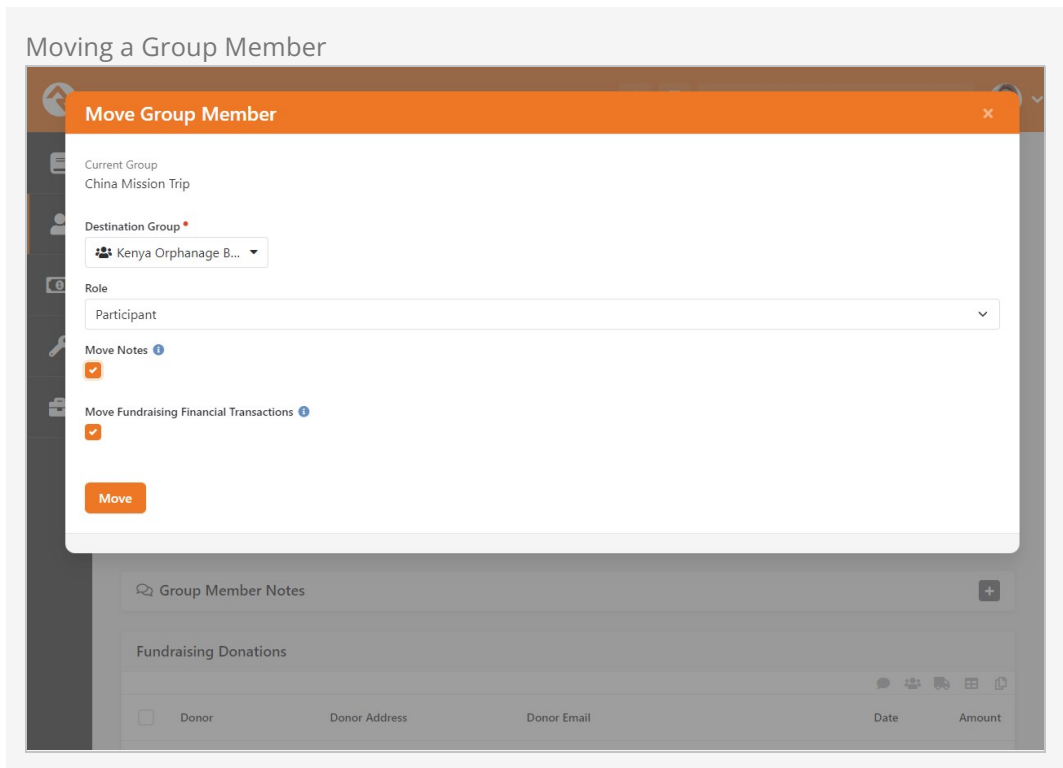 Moving a Group Member
Move Group Member ×
Current Group
China Mission Trip
Destination Group •
Kenya Orphanage B...
Role
Participant
Move Notes
Move Fundraising Financial Transactions
Move
Group Member Notes
Fundraising Donations
Donor Donor Address Donor Email Date Amount